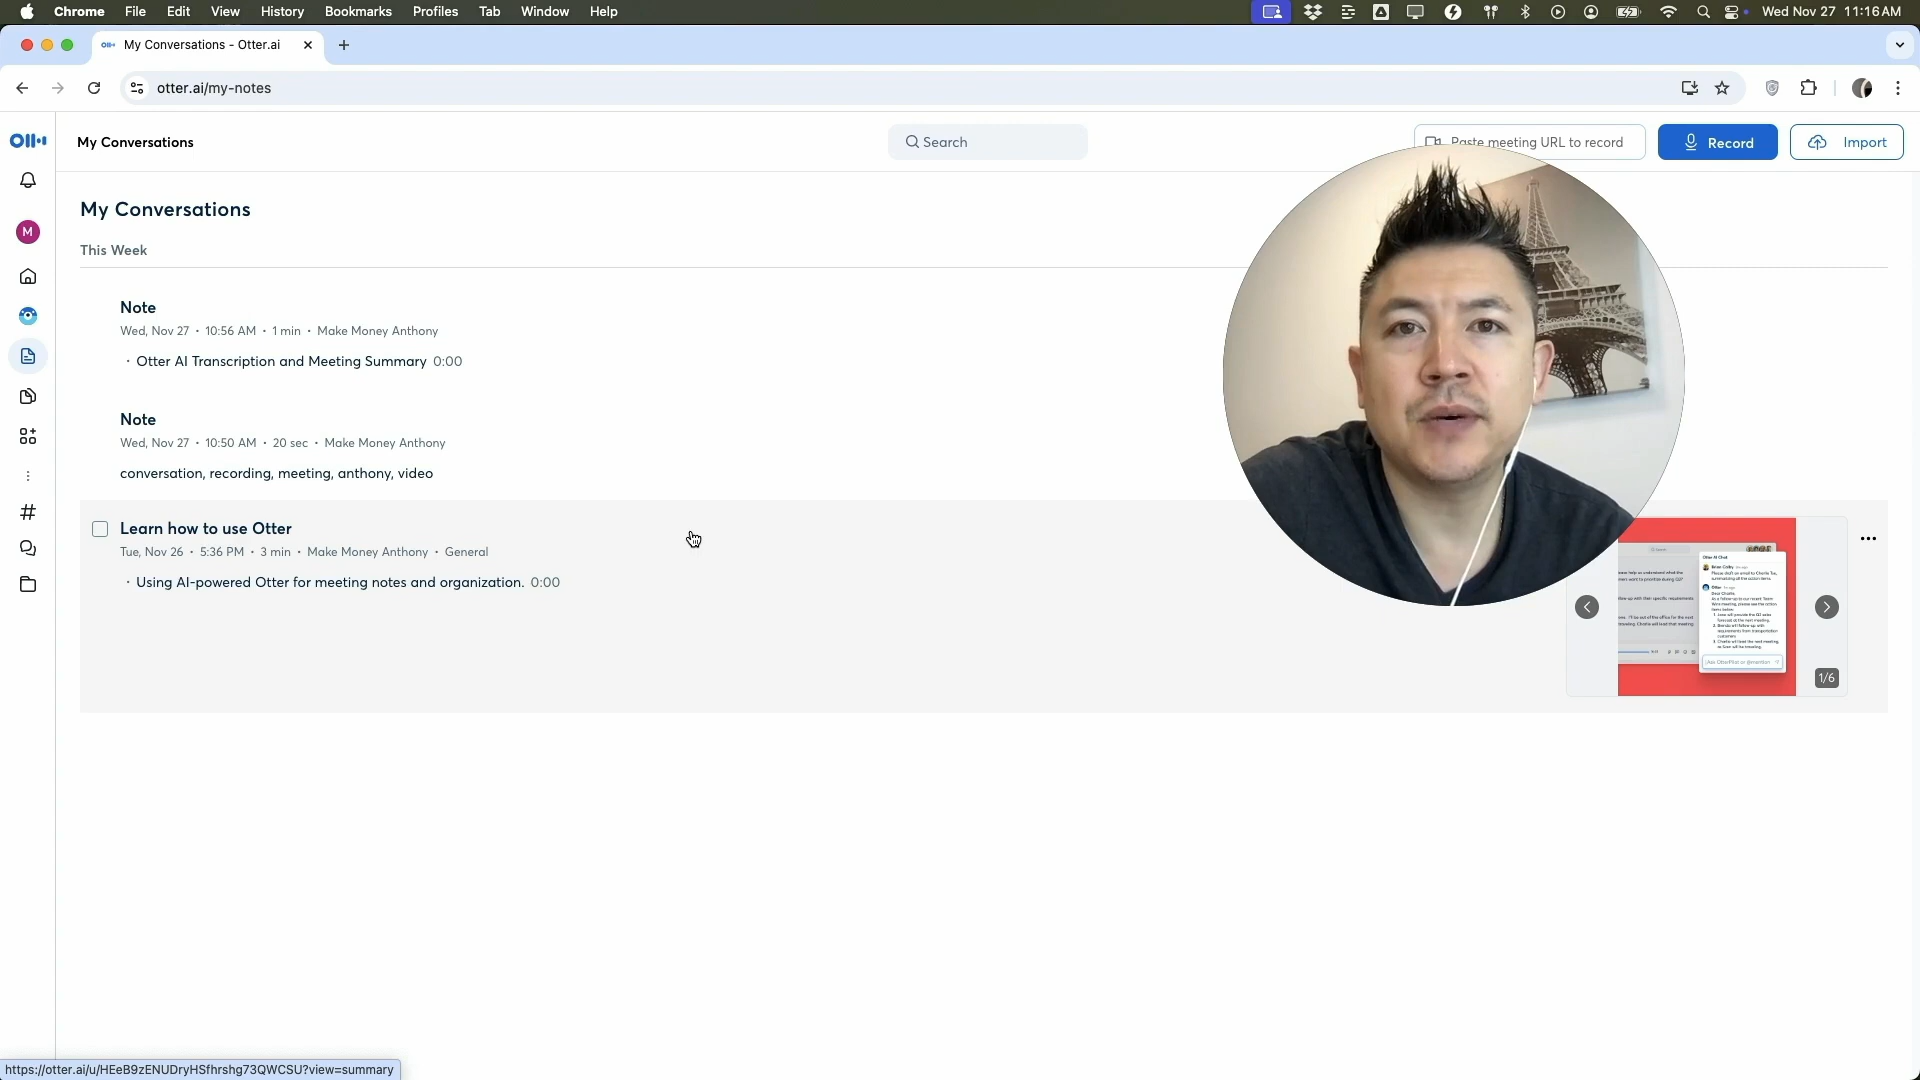 Chrome File Edit View History Bookmarks Profiles Tab Window Help Wed Nov 27 11:16 AM
My Conversations - Otter.ai
otter.ai/my-notes
My Conversations
Search
Paste meeting URL to record
Record
Import
M
My Conversations
This Week
Note
Wed, Nov 27 • 10:56 AM • 1 min • Make Money Anthony
· Otter AI Transcription and Meeting Summary 0:00
Note
Wed, Nov 27 • 10:50 AM • 20 sec • Make Money Anthony
conversation, recording, meeting, anthony, video
Learn how to use Otter
Tue, Nov 26 • 5:36 PM • 3 min • Make Money Anthony • General
· Using AI-powered Otter for meeting notes and organization. 0:00
1/6
https://otter.ai/u/HEeB9zENUDryHSfhrshg73QWCSU?view=summary